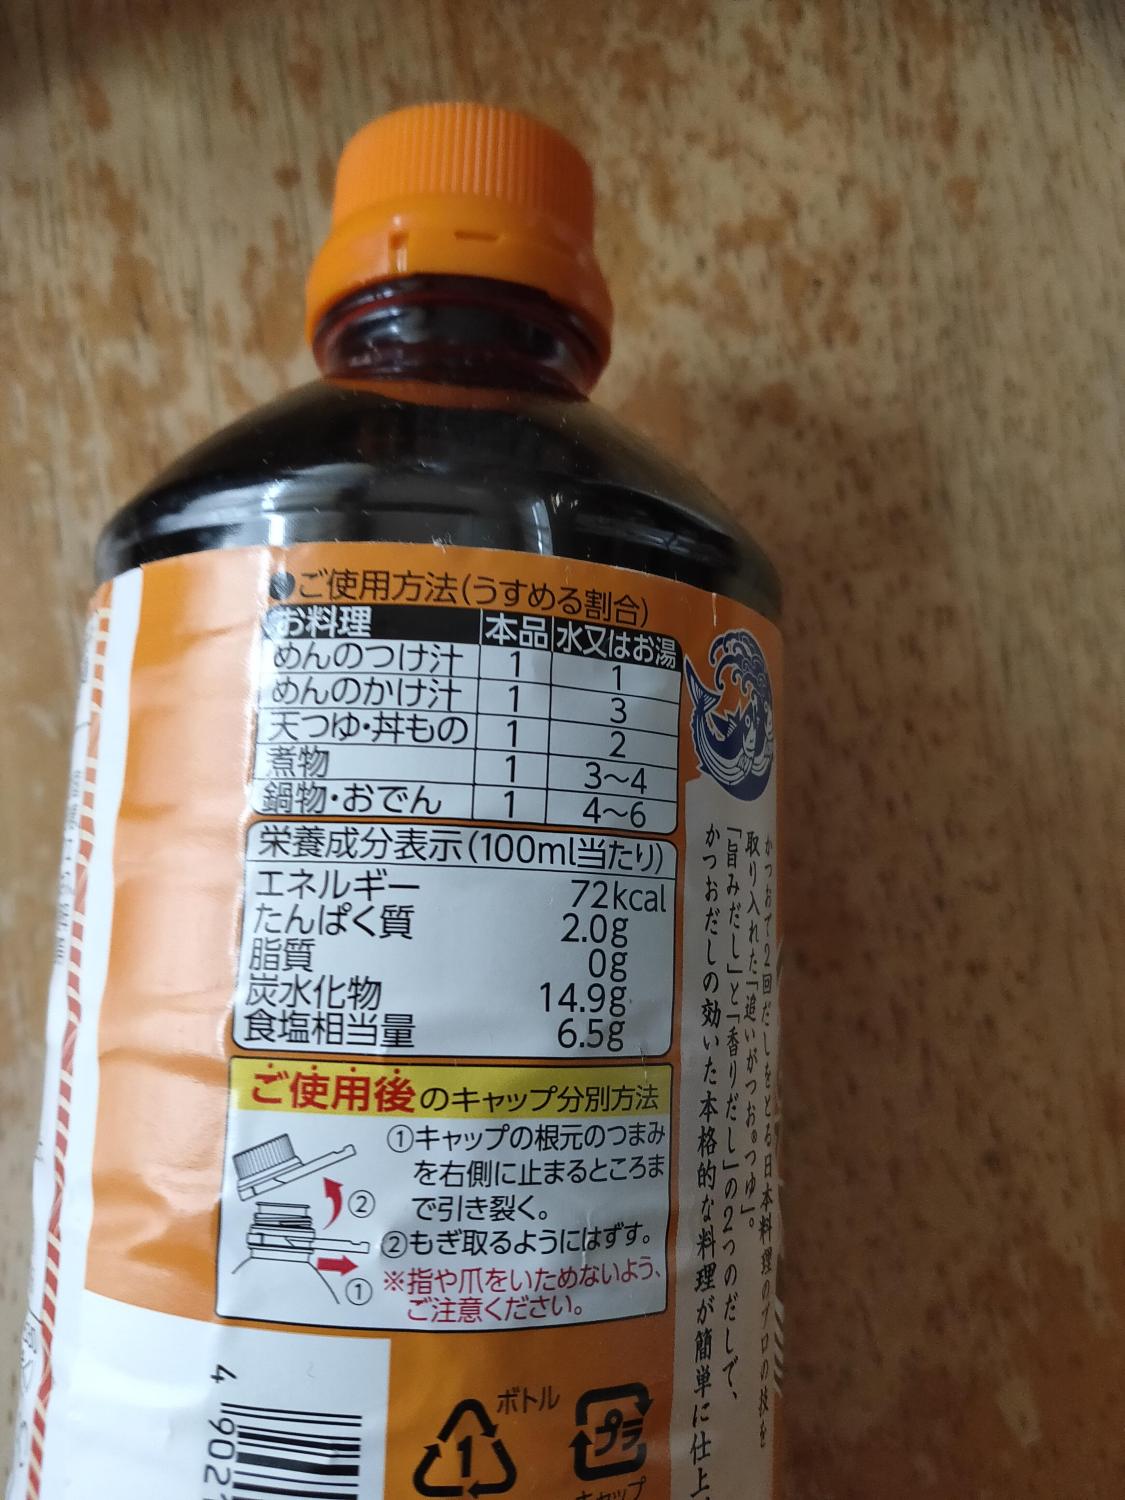 ●ご使用方法(うすめる割合)
お料理 本品 水又はお湯
めんのつけ汁 1 1
めんのかけ汁 1 3
天つゆ・丼もの 1 2
煮物 1 3〜4
鍋物・おでん 1 4〜6
栄養成分表示(100ml当たり)
エネルギー 72kcal
たんぱく質 2.0g
脂質 0g
炭水化物 14.9g
食塩相当量 6.5g
ご使用後のキャップ分別方法
①キャップの根元のつまみ
を右側に止まるところま
で引き裂く。
②もぎ取るようにはずす。
※指や爪をいためないよう、
ご注意ください。
②
①
かつおで2回だしをとる日本料理のプロの技を
取り入れた「追いがつお®つゆ」。
「旨みだし」と「香りだし」の2つのだしで、
かつおだしの効いた本格的な料理が簡単に仕上
ボトル
1
プラ
キャップ
4 902